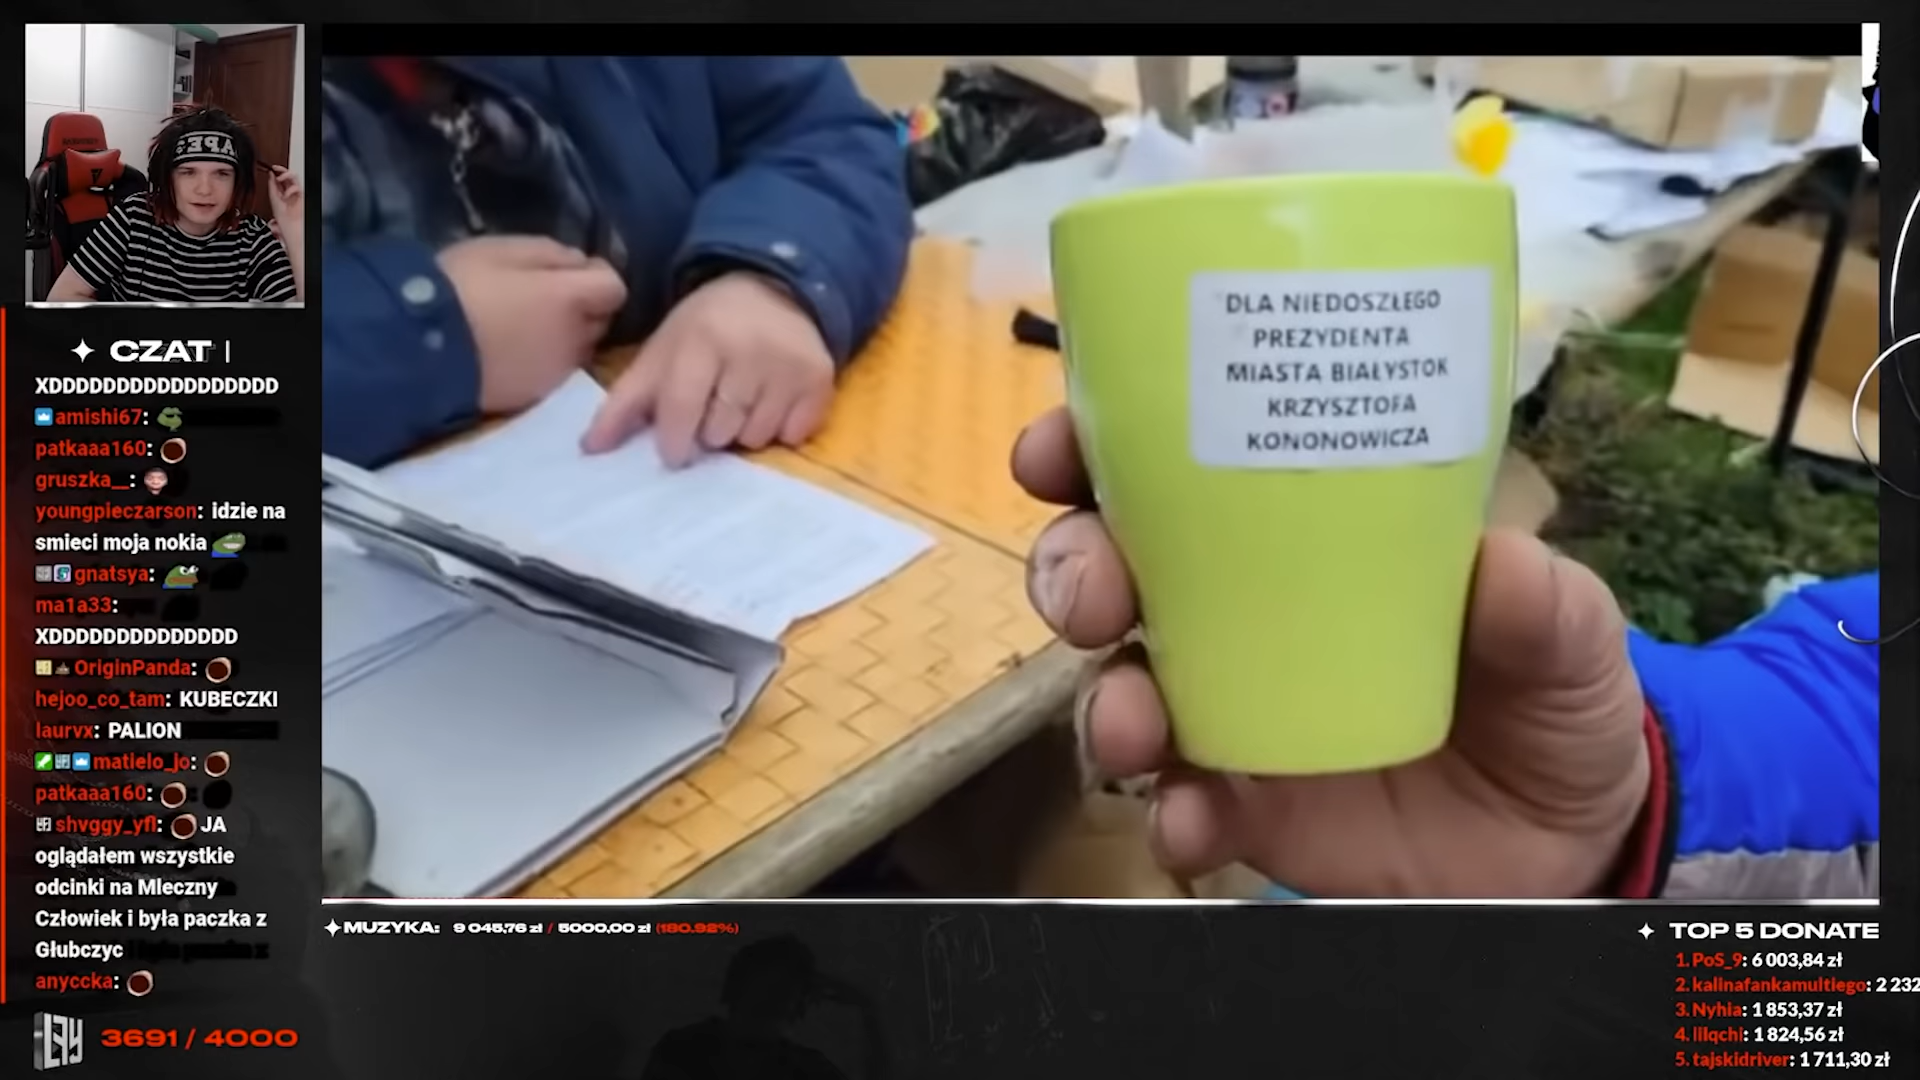 ✦ CZAT |
XDDDDDDDDDDDDDDDDD
amishi67:
patkaaa160:
gruszka__:
youngpieczarson: idzie na
smieci moja nokia
gnatsya:
ma1a33:
XDDDDDDDDDDDDDD
OriginPanda:
hejoo_co_tam: KUBECZKI
laurvx: PALION
matielo_jo:
patkaaa160:
shvggy_yfl: JA
oglądałem wszystkie
odcinki na Mleczny
Człowiek i była paczka z
Głubczyc
anyccka:
3691 / 4000
DLA NIEDOSZŁEGO
PREZYDENTA
MIASTA BIAŁYSTOK
KRZYSZTOFA
KONONOWICZA
✦MUZYKA: 9 045,76 zł / 5000,00 zł (180.92%)
✦ TOP 5 DONATE
1. PoS_9: 6 003,84 zł
2. kalinafankamultiego: 2 232
3. Nyhia: 1 853,37 zł
4. lilqchi: 1 824,56 zł
5. tajskidriver: 1 711,30 zł